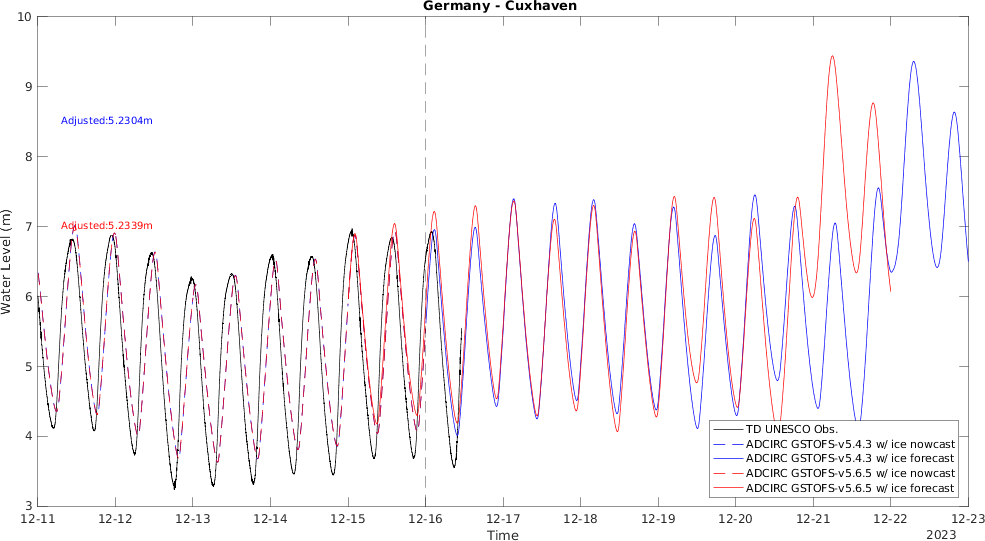 Germany - Cuxhaven
10
9
8
7
6
5
4
3
Water Level (m)
Adjusted:5.2304m
Adjusted:5.2339m
TD UNESCO Obs.
ADCIRC GSTOFS-v5.4.3 w/ ice nowcast
ADCIRC GSTOFS-v5.4.3 w/ ice forecast
ADCIRC GSTOFS-v5.6.5 w/ ice nowcast
ADCIRC GSTOFS-v5.6.5 w/ ice forecast
12-11 12-12 12-13 12-14 12-15 12-16 12-17 12-18 12-19 12-20 12-21 12-22 12-23
Time
2023